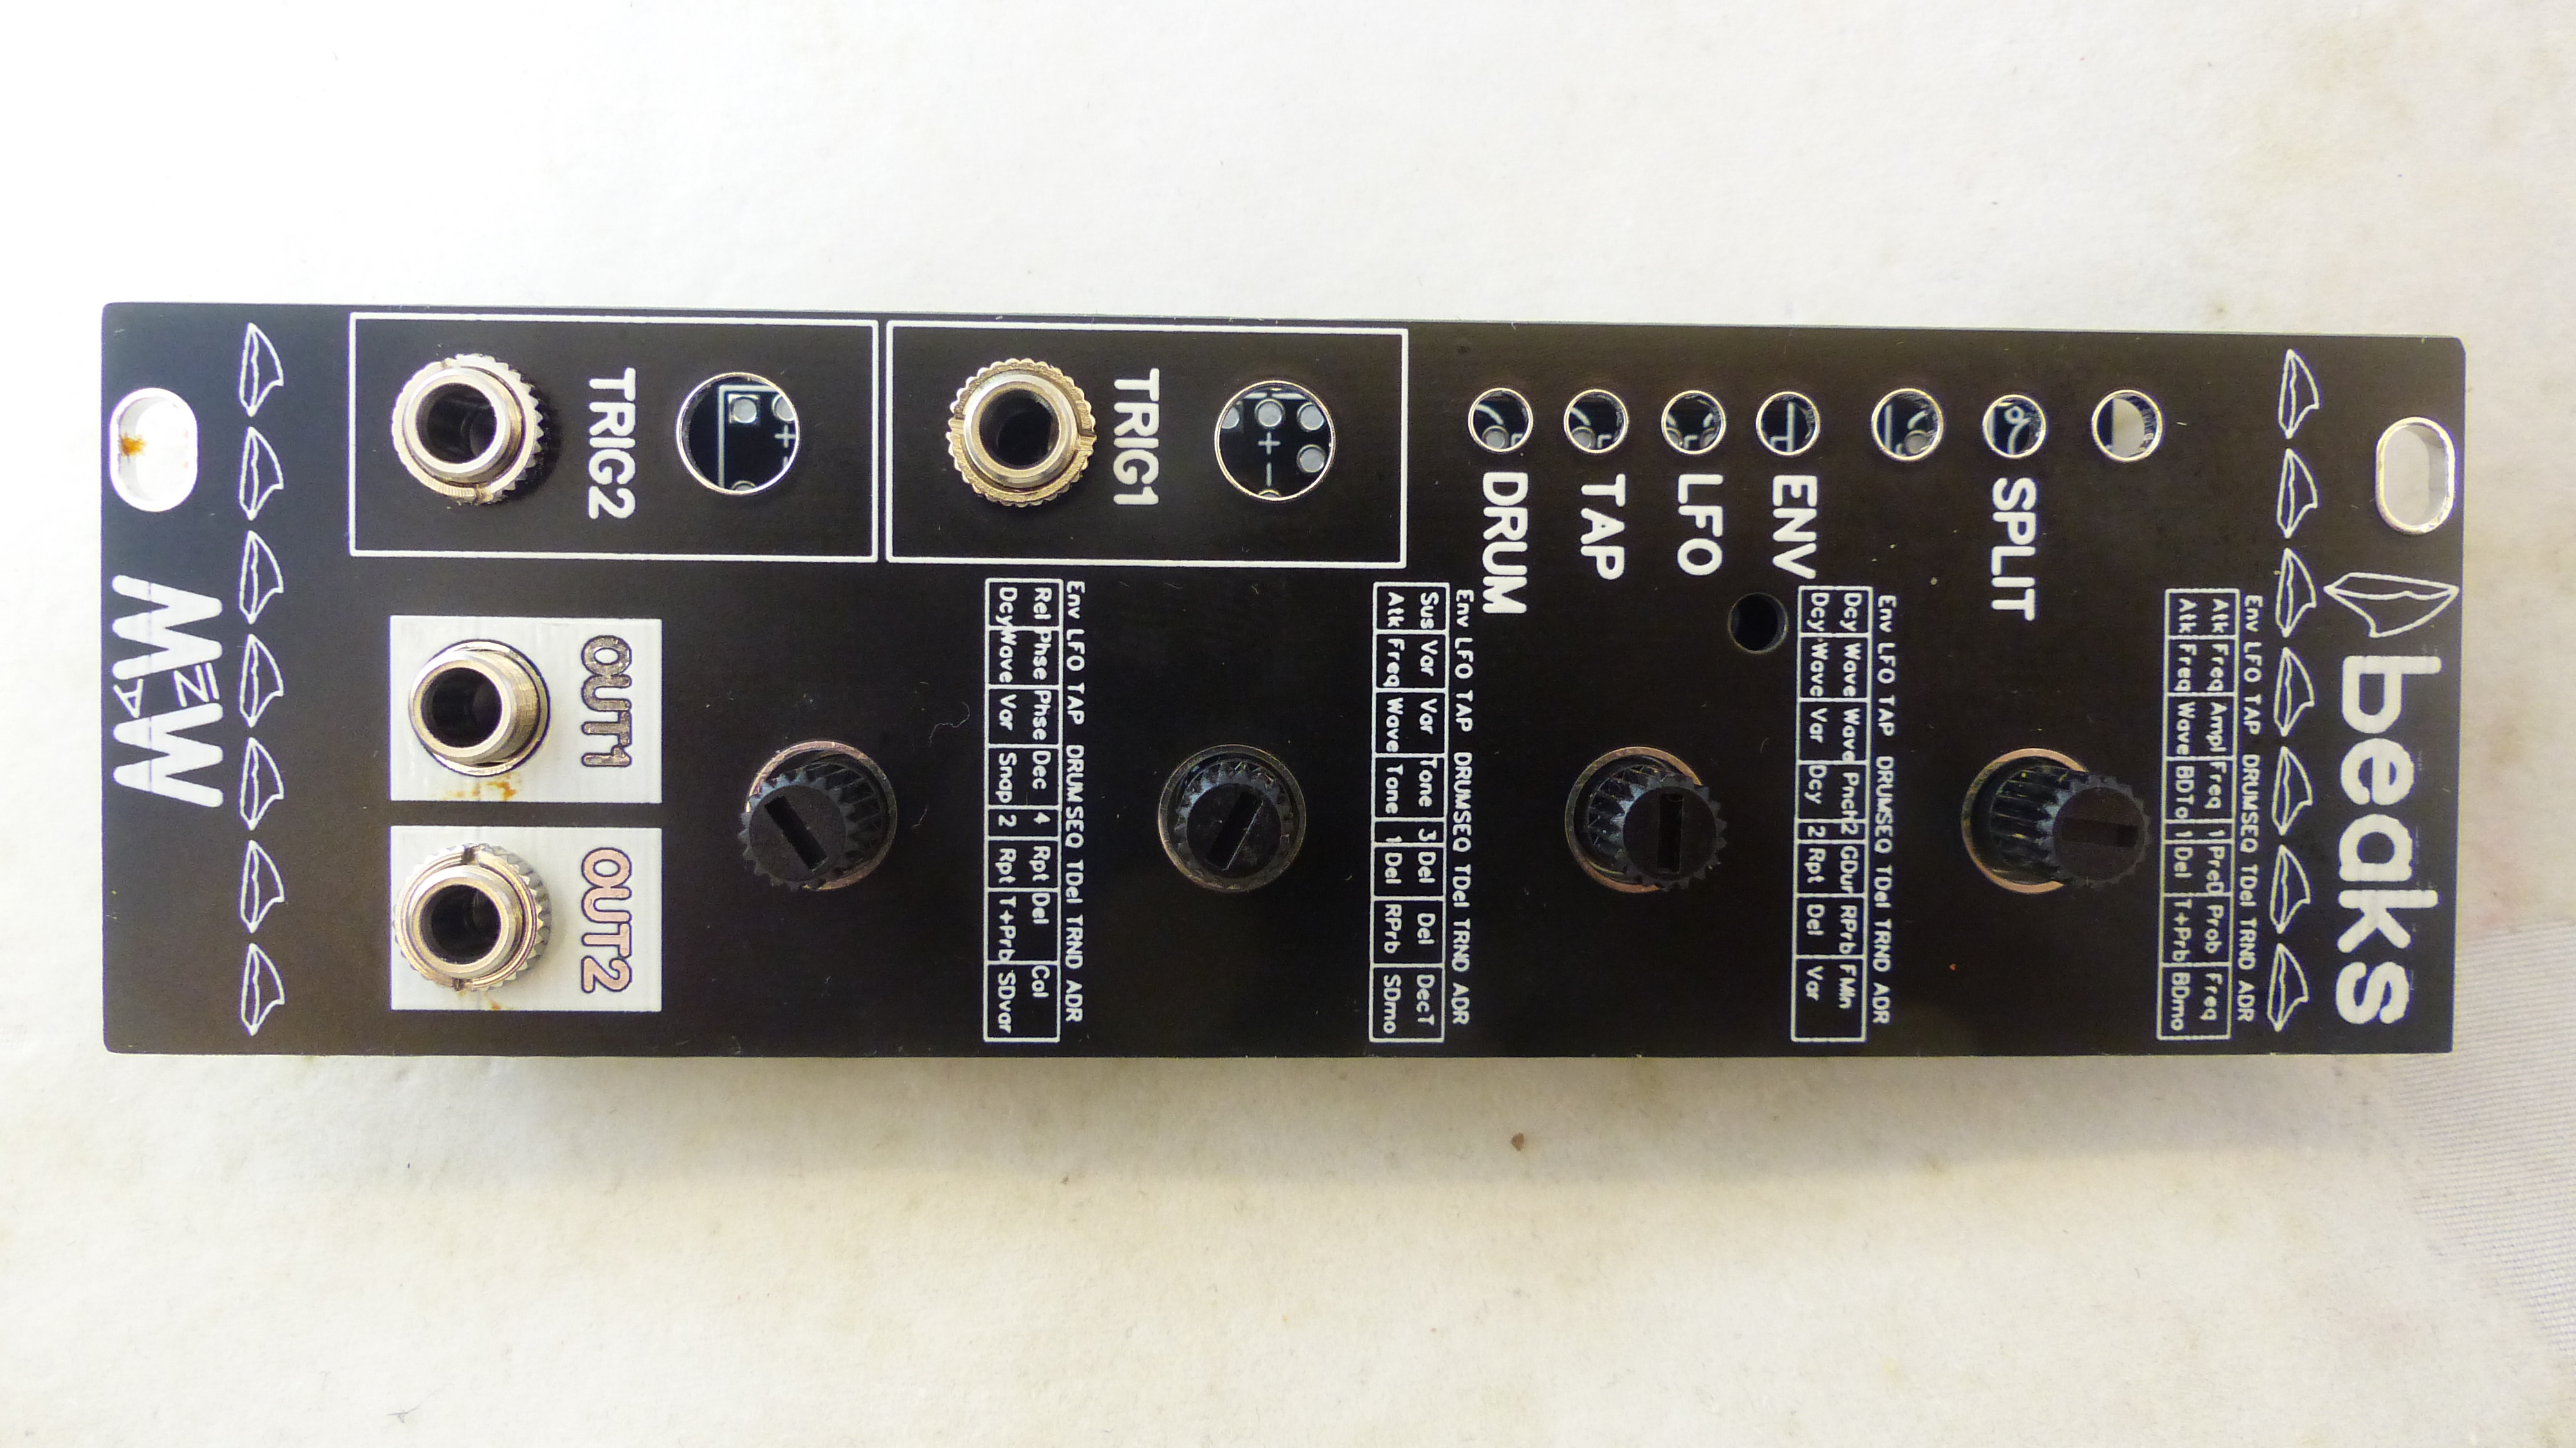 beaks
Env LFO TAP DRUMSEQ TDel TRND ADR
Atk Freq Ampl Freq 1 PreD Prob Freq
Atk Freq Wave BDTo 1 Del T+Prb BDmo
SPLIT
Env LFO TAP DRUMSEQ TDel TRND ADR
Dcy Wave Wave Pnch 2 GDur RPrb FMin
Dcy Wave Var Dcy 2 Rpt Del Var
ENV
LFO
TAP
DRUM
Env LFO TAP DRUMSEQ TDel TRND ADR
Sus Var Var Tone 3 Del Del DecT
Atk Freq Wave Tone 1 Del RPrb SDmo
TRIG1
Env LFO TAP DRUMSEQ TDel TRND ADR
Rel Phse Phse Dec 4 Rpt Del Col
Dcy Wave Var Snap 2 Rpt T+Prb SDvar
TRIG2
OUT2 OUT1